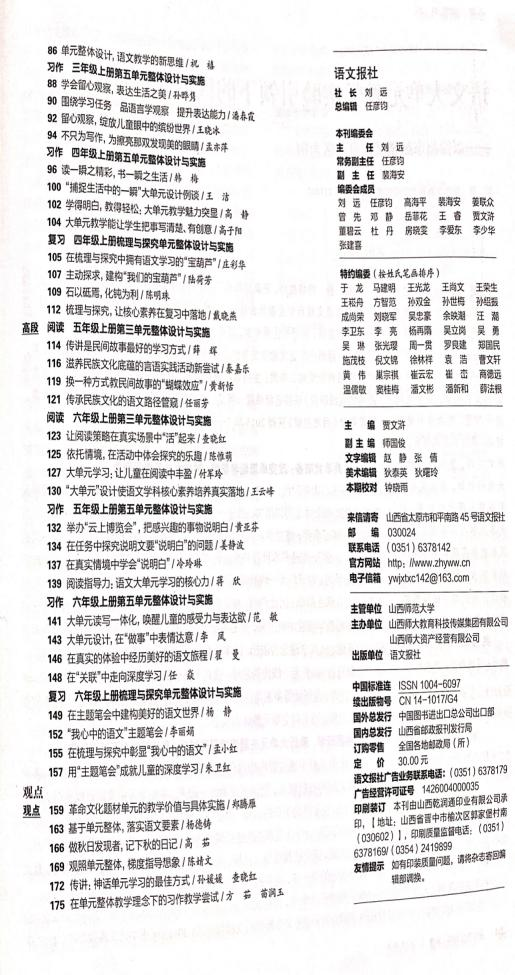 86 单元整体设计,语文教学的新思维/祝 禧
习作 三年级上册第五单元整体设计与实施
88 学会留心观察,表达生活之美/孙晔隽
90 围绕学习任务 品语言学观察 提升表达能力/潘春霞
92 留心观察,绽放儿童眼中的缤纷世界/王晓冰
94 不只为写作,为擦亮那双发现美的眼睛/孟亦萍
习作 四年级上册第五单元整体设计与实施
96 读一瞬之精彩,书一瞬之生活/韩 梅
100 “捕捉生活中的一瞬”大单元设计例谈/王 洁
102 学得明白,教得轻松:大单元教学魅力突显/高 静
104 大单元教学能让学生把事写清楚、有创意/高子阳
复习 四年级上册梳理与探究单元整体设计与实施
105 在梳理与探究中拥有语文学习的“宝葫芦”/庄彩华
107 主动探求,建构“我们的宝葫芦”/陆荷芳
109 石以砥焉,化钝为利/陈明珠
112 梳理与探究,让核心素养在复习中落地/戴晓燕
高段 阅读 五年级上册第三单元整体设计与实施
114 传讲是民间故事最好的学习方式/薛 辉
116 滋养民族文化底蕴的言语实践活动新尝试/秦嘉乐
119 换一种方式教民间故事的“蝴蝶效应”/黄新恬
121 传承民族文化的语文路径管窥/任丽芳
阅读 六年级上册第三单元整体设计与实施
123 让阅读策略在真实场景中“活”起来/查晓红
125 依托情境,在活动中体会探究的乐趣/陈惟萌
127 大单元学习:让儿童在阅读中丰盈/付军玲
130 “大单元”设计使语文学科核心素养培养真实落地/王云峰
习作 五年级上册第五单元整体设计与实施
132 举办“云上博览会”,把感兴趣的事物说明白/黄亚芬
134 在任务中探究说明文要“说明白”的问题/姜静波
137 在真实情境中学会“说明白”/冷玲琳
139 阅读指导力:语文大单元学习的核心力/蒋 欣
习作 六年级上册第五单元整体设计与实施
141 大单元读写一体化,唤醒儿童的感受力与表达欲/范 敏
143 大单元设计,在“做事”中表情达意/李 凤
146 在真实的体验中经历美好的语文旅程/翟 曼
148 在“关联”中走向深度学习/任 燚
复习 六年级上册梳理与探究单元整体设计与实施
149 在主题笔会中建构美好的语文世界/杨 静
152 “我心中的语文”主题笔会/李丽娟
155 在梳理与探究中彰显“我心中的语文”/孟小红
157 用“主题笔会”成就儿童的深度学习/朱卫红
观点
观点 159 革命文化题材单元的教学价值与具体实施/郑腾雁
163 基于单元整体,落实语文要素/杨德铸
166 做秋日发现者,记下秋的日记/高 茹
169 观照单元整体,梯度指导想象/陈靖文
172 传讲:神话单元学习的最佳方式/孙媛媛 查晓红
175 在单元整体教学理念下的习作教学尝试/方 茹 苗润玉
语文报社
社 长 刘 远
总编辑 任彦钧
本刊编委会
主 任 刘 远
常务副主任 任彦钧
副 主 任 裴海安
编委会成员
刘 远 任彦钧 高海平 裴海安 姜联众
曾 先 邓 静 岳菲花 王 睿 贾文浒
董碧云 杜 丹 房晓雯 李爱东 李少华
张建喜
特约编委(按姓氏笔画排序)
于 龙 马建明 王光龙 王尚文 王荣生
王崧舟 方智范 孙双金 孙世梅 孙绍振
成尚荣 刘晓军 吴忠豪 余映潮 汪 潮
李卫东 李 亮 杨再隋 吴立岗 吴 勇
吴 琳 张光璎 周一贯 罗良建 郑国民
施茂枝 倪文锦 徐林祥 袁 浩 曹文轩
黄 伟 巢宗祺 崔云宏 崔 峦 商德远
温儒敏 窦桂梅 潘文彬 潘新和 薛法根
主 编 贾文浒
副 主 编 师国俊
文字编辑 赵 静 张 倩
美术编辑 狄泰英 狄曙玲
本期校对 钟晓雨
来信请寄 山西省太原市和平南路45号语文报社
邮 编 030024
联系电话 (0351)6378142
官方网站 http://www.zhyww.cn
电子信箱 ywjxtxc142@163.com
主管单位 山西师范大学
主办单位 山西师大教育科技传媒集团有限公司
山西师大资产经营有限公司
出版单位 语文报社
中国标准连续出版物号 ISSN 1004-6097
CN 14-1017/G4
国外总发行 中国图书进出口总公司出口部
国内总发行 山西省邮政报刊发行局
订购零售 全国各地邮政局(所)
定 价 30.00元
语文报社广告业务联系电话:(0351)6378179
广告经营许可证号 1426004000035
印刷装订 本刊由山西乾润通印业有限公司承
印,【地址:山西省晋中市榆次区郭家堡村南
(030602)】,印刷质量监督电话:(0351)
6378169/(0354)2419899
友情提示 如有印装质量问题,请将杂志寄回编
辑部调换。